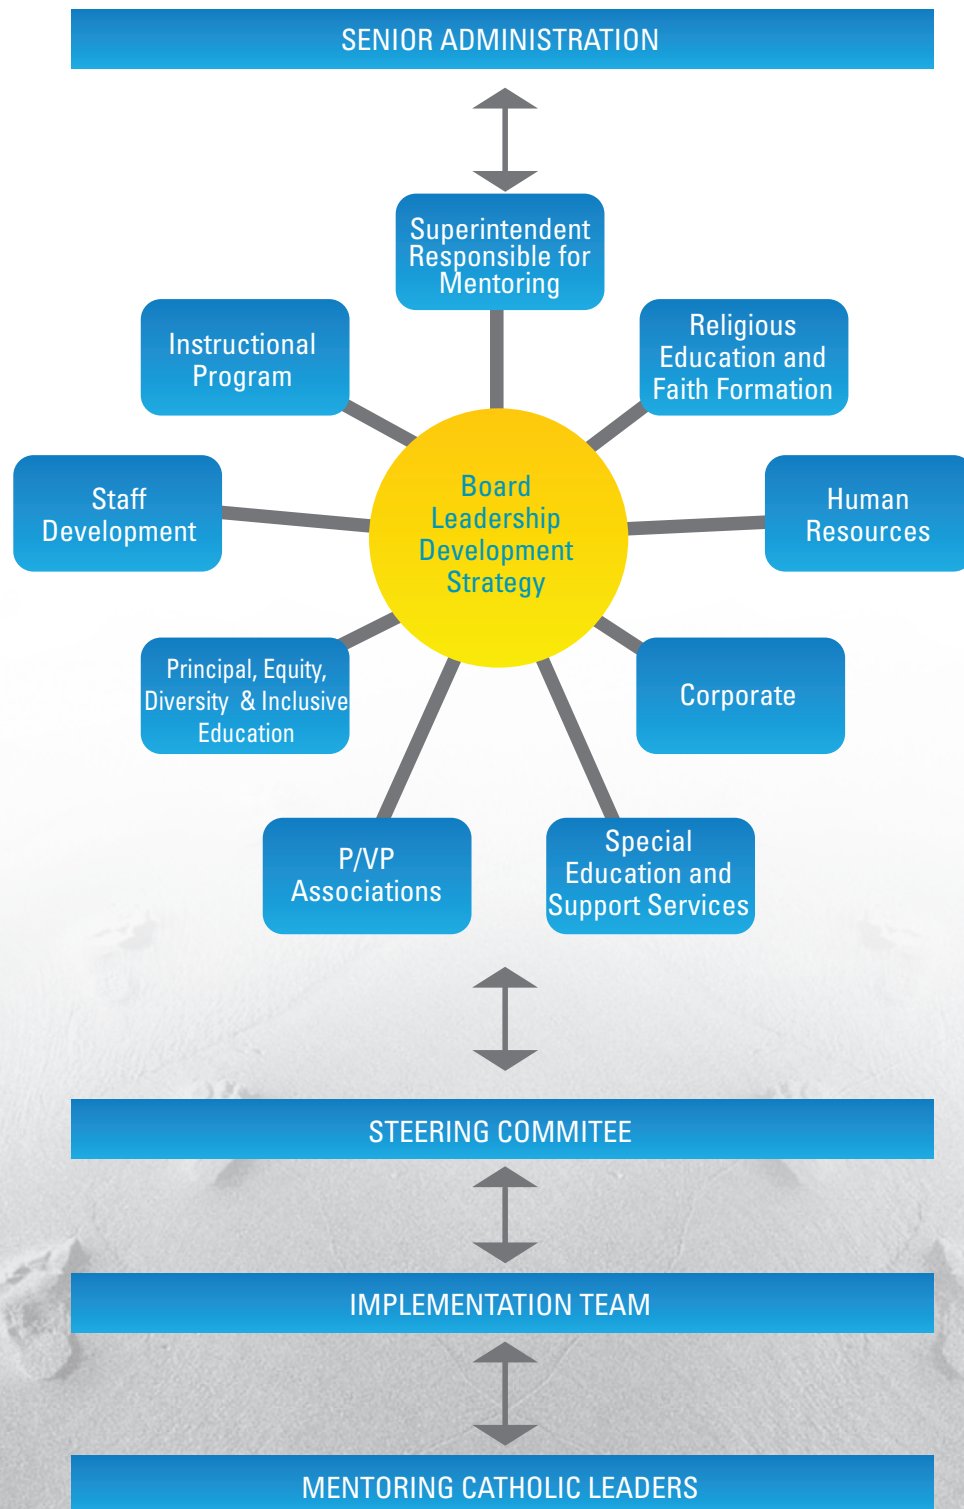 SENIOR ADMINISTRATION
Superintendent
Responsible for
Mentoring
Instructional
Program
Religious
Education and
Faith Formation
Staff
Development
Board
Leadership
Development
Strategy
Human
Resources
Principal, Equity,
Diversity & Inclusive
Education
Corporate
P/VP
Associations
Special
Education and
Support Services
STEERING COMMITEE
IMPLEMENTATION TEAM
MENTORING CATHOLIC LEADERS